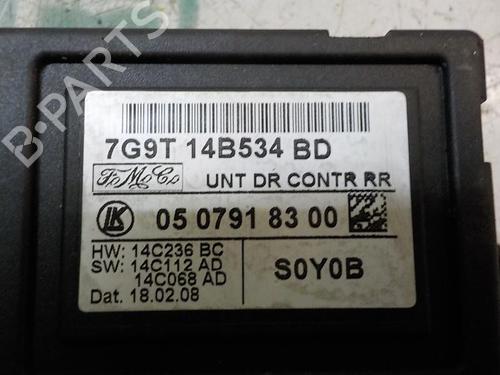 B-PARTS
7G9T 14B534 BD
FoMoCo UNT DR CONTR RR
LK 05 0791 83 00
HW: 14C236 BC
SW: 14C112 AD
14C068 AD
S0Y0B
Dat. 18.02.08